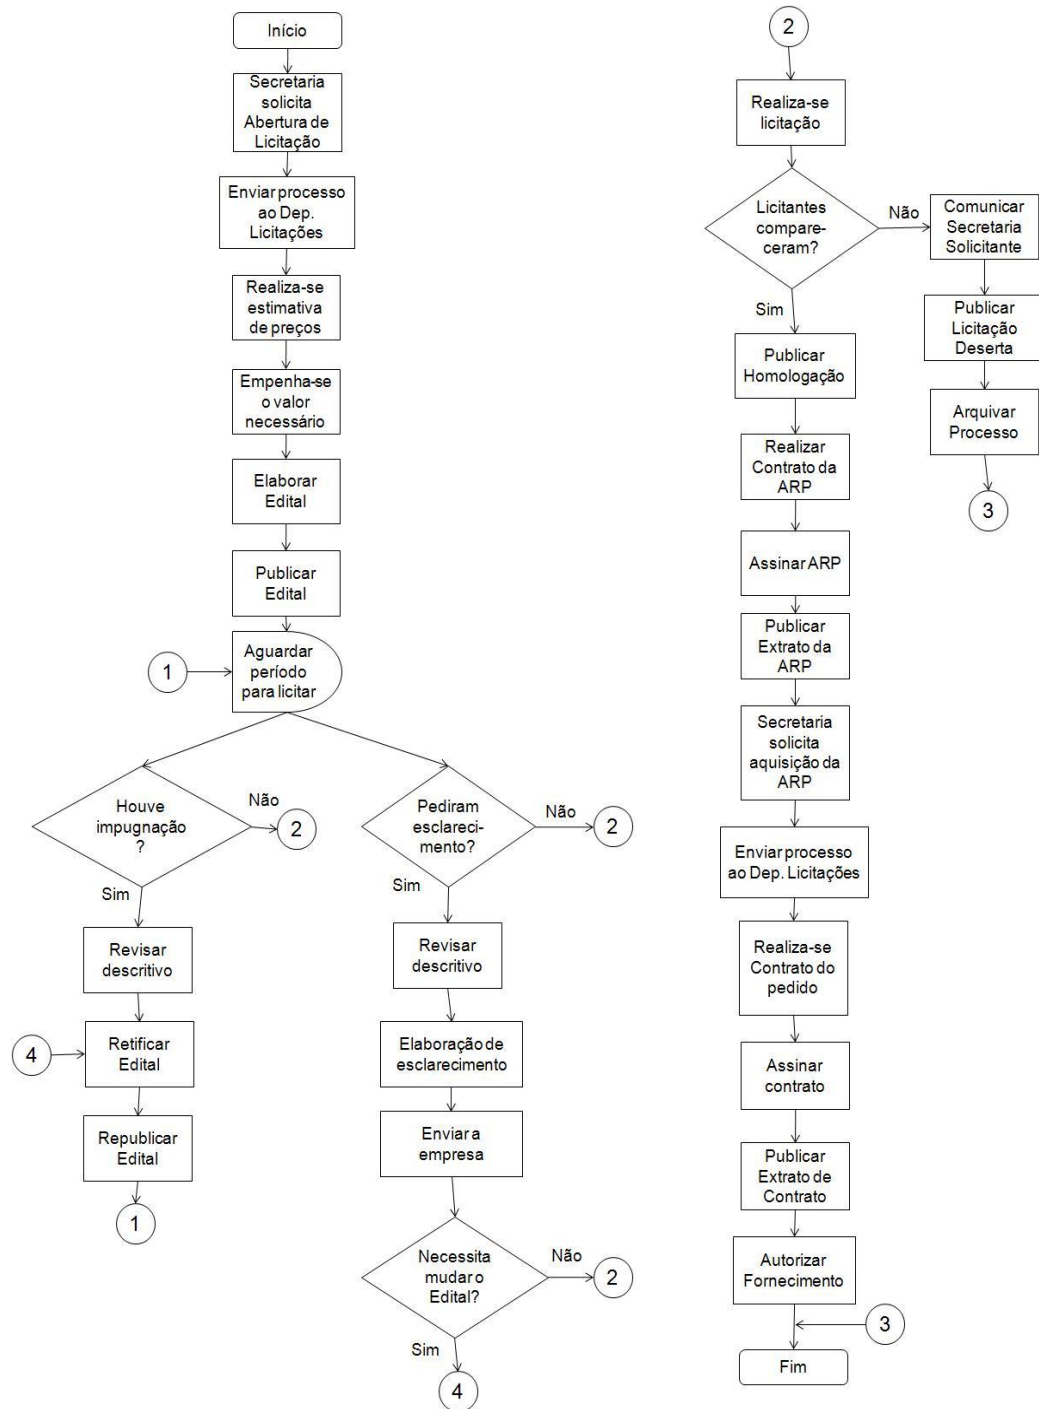 Início
Secretaria
solicita
Abertura de
Licitação
Enviar processo
ao Dep.
Licitações
Realiza-se
estimativa
de preços
Empenha-se
o valor
necessário
Elaborar
Edital
Publicar
Edital
1
Aguardar
período
para licitar
Houve
impugnação
?
Não
2
Sim
Revisar
descritivo
4
Retificar
Edital
Republicar
Edital
1
Pediram
esclareci-
mento?
Não
2
Sim
Revisar
descritivo
Elaboração de
esclarecimento
Enviar a
empresa
Necessita
mudar o
Edital?
Não
2
Sim
4
2
Realiza-se
licitação
Licitantes
compare-
ceram?
Não
Comunicar
Secretaria
Solicitante
Publicar
Licitação
Deserta
Arquivar
Processo
3
Sim
Publicar
Homologação
Realizar
Contrato da
ARP
Assinar ARP
Publicar
Extrato da
ARP
Secretaria
solicita
aquisição da
ARP
Enviar processo
ao Dep. Licitações
Realiza-se
Contrato do
pedido
Assinar
contrato
Publicar
Extrato de
Contrato
Autorizar
Fornecimento
3
Fim